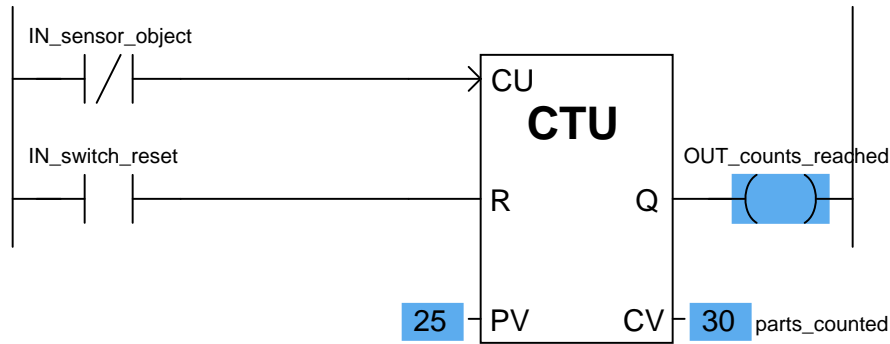 IN_sensor_object
CU
CTU
IN_switch_reset
OUT_counts_reached
R
Q
25
PV
CV
30
parts_counted